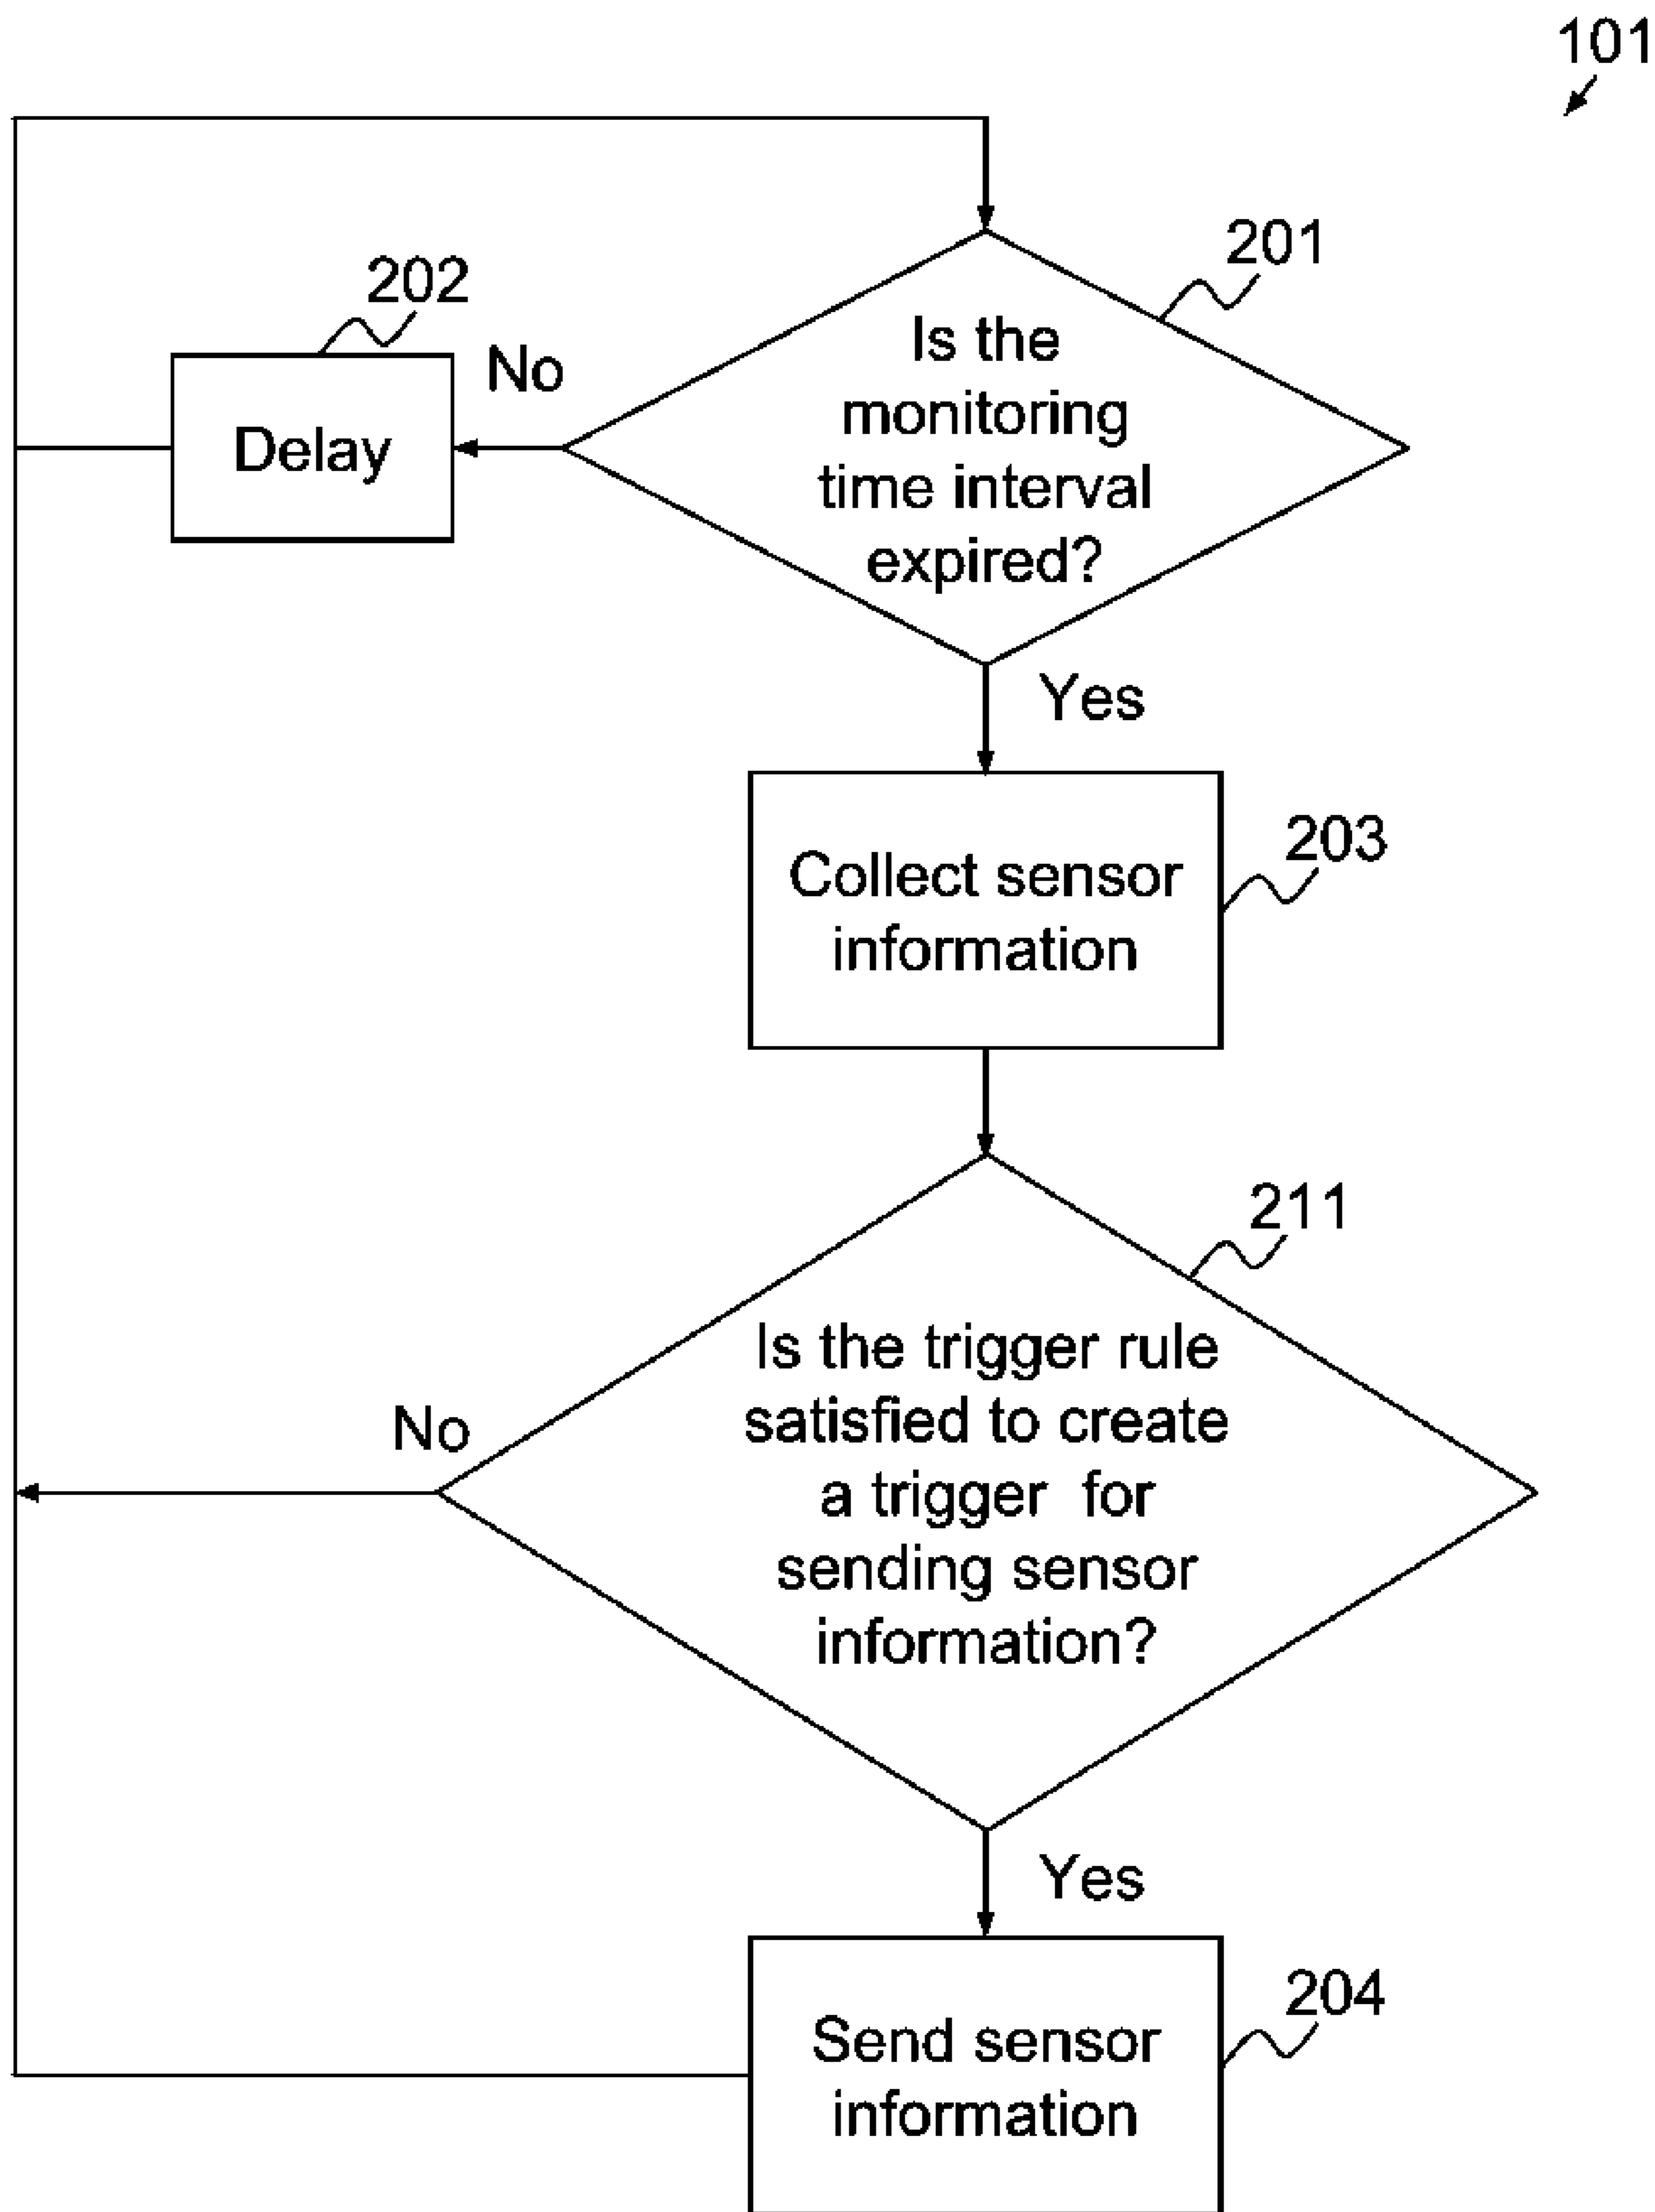 101
201
202
Is the
monitoring
time interval
expired?
No
Delay
Yes
203
Collect sensor
information
211
Is the trigger rule
satisfied to create
a trigger for
sending sensor
information?
No
Yes
204
Send sensor
information